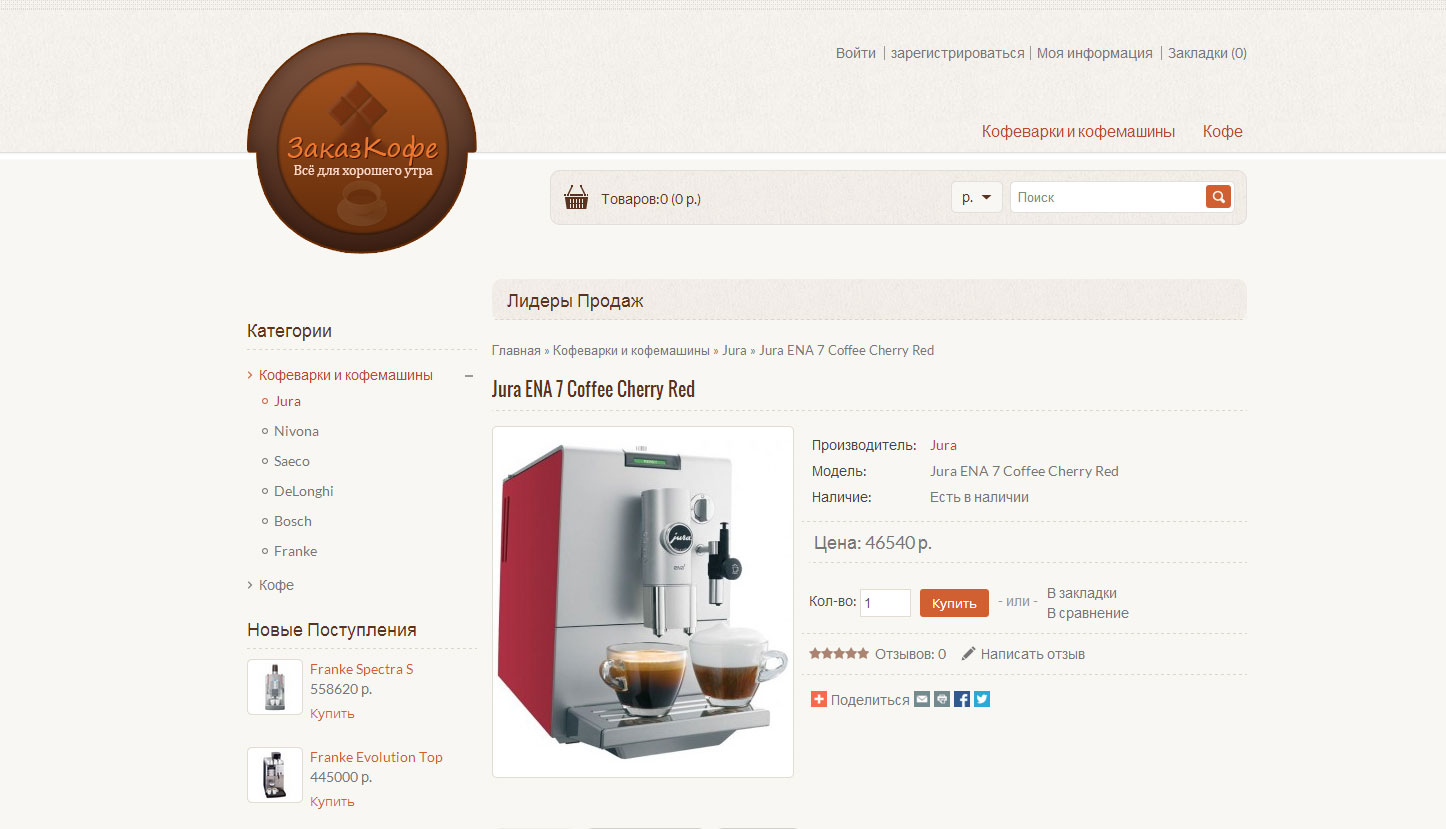 Войти | зарегистрироваться | Моя информация | Закладки (0)
ЗаказКофе
Всё для хорошего утра
Кофеварки и кофемашины Кофе
Товаров:0 (0 р.)
р.
Поиск
Лидеры Продаж
Категории
Кофеварки и кофемашины
Jura
Nivona
Saeco
DeLonghi
Bosch
Franke
Кофе
Новые Поступления
Franke Spectra S
558620 р.
Купить
Franke Evolution Top
445000 р.
Купить
Главная » Кофеварки и кофемашины » Jura » Jura ENA 7 Coffee Cherry Red
Jura ENA 7 Coffee Cherry Red
jura
Производитель: Jura
Модель: Jura ENA 7 Coffee Cherry Red
Наличие: Есть в наличии
Цена: 46540 р.
Кол-во: 1 Купить - или - В закладки
В сравнение
Отзывов: 0 Написать отзыв
Поделиться